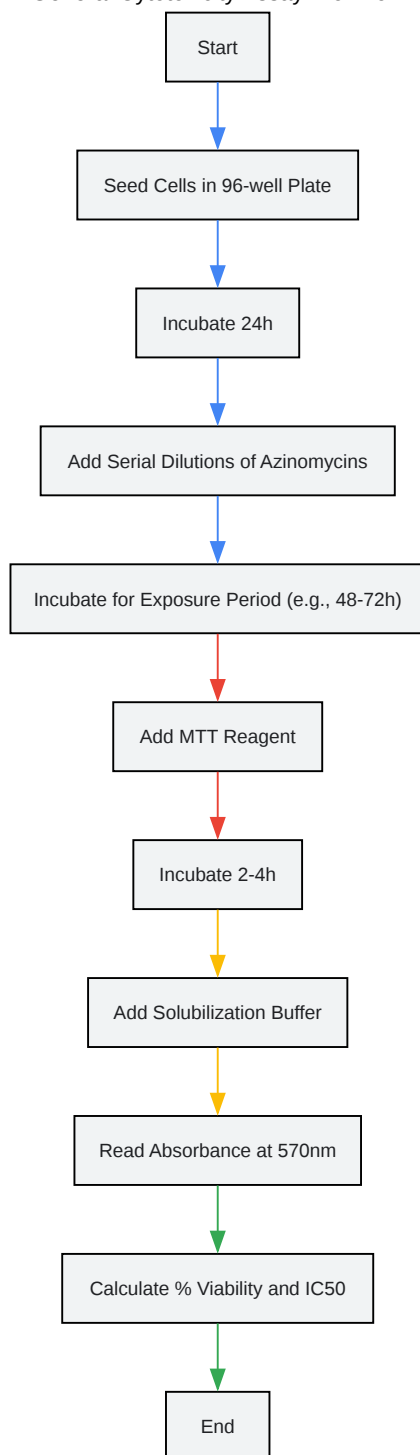 Start
Seed Cells in 96-well Plate
Incubate 24h
Add Serial Dilutions of Azinomycins
Incubate for Exposure Period (e.g., 48-72h)
Add MTT Reagent
Incubate 2-4h
Add Solubilization Buffer
Read Absorbance at 570nm
Calculate % Viability and IC50
End